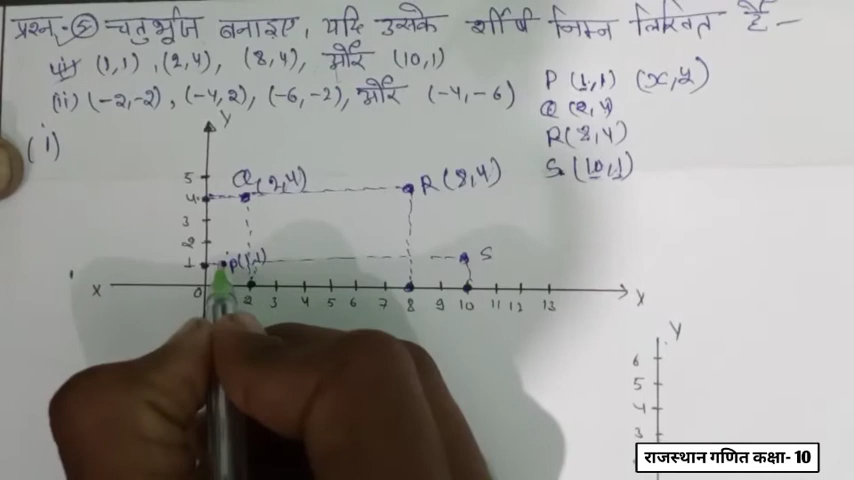 प्रश्न-⑤ चतुर्भुज बनाइए, यदि उसके शीर्ष निम्न लिखित हैं –
(1,1), (2,4), (8,4), और (10,1)
(ii) (-2,-2), (-4,2), (-6,-2), और (-4,-6)
P (1,1) (x,y)
Q (2,4)
R (8,4)
S (10,1)
(i)
Y
5
Q(2,4)
R(8,4)
4
3
2
1
P(1,1)
S
X
0
2 3 4 5 6 7 8 9 10 11 12 13
X
Y
6
5
4
3
राजस्थान गणित कक्षा- 10